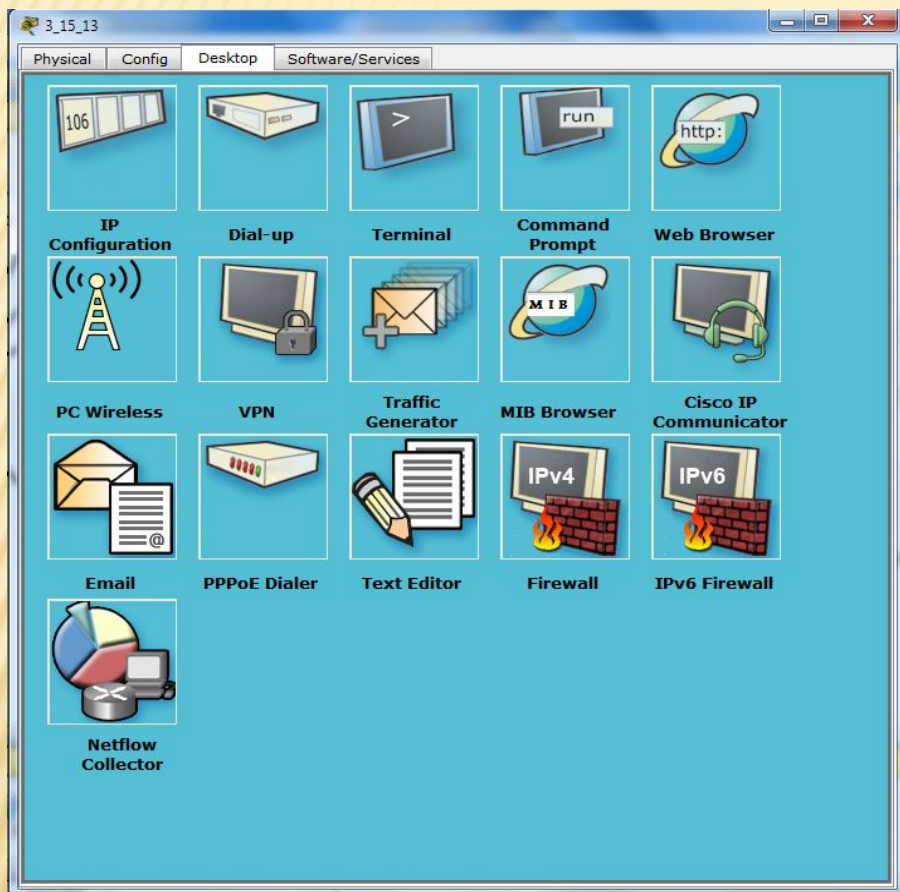 3_15_13
Physical Config Desktop Software/Services
106
>
run
http:
IP
Configuration
Dial-up
Terminal
Command
Prompt
Web Browser
MIB
PC Wireless
VPN
Traffic
Generator
MIB Browser
Cisco IP
Communicator
@
IPv4
IPv6
Email
PPPoE Dialer
Text Editor
Firewall
IPv6 Firewall
Netflow
Collector